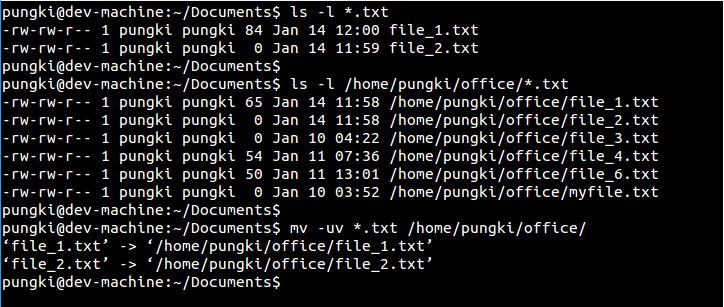 pungki@dev-machine:~/Documents$ ls -l *.txt
-rw-rw-r-- 1 pungki pungki 84 Jan 14 12:00 file_1.txt
-rw-rw-r-- 1 pungki pungki  0 Jan 14 11:59 file_2.txt
pungki@dev-machine:~/Documents$
pungki@dev-machine:~/Documents$ ls -l /home/pungki/office/*.txt
-rw-rw-r-- 1 pungki pungki 65 Jan 14 11:58 /home/pungki/office/file_1.txt
-rw-rw-r-- 1 pungki pungki  0 Jan 14 11:58 /home/pungki/office/file_2.txt
-rw-rw-r-- 1 pungki pungki  0 Jan 10 04:22 /home/pungki/office/file_3.txt
-rw-rw-r-- 1 pungki pungki 54 Jan 11 07:36 /home/pungki/office/file_4.txt
-rw-rw-r-- 1 pungki pungki 50 Jan 11 13:01 /home/pungki/office/file_6.txt
-rw-rw-r-- 1 pungki pungki  0 Jan 10 03:52 /home/pungki/office/myfile.txt
pungki@dev-machine:~/Documents$
pungki@dev-machine:~/Documents$ mv -uv *.txt /home/pungki/office/
‘file_1.txt’ -> ‘/home/pungki/office/file_1.txt’
‘file_2.txt’ -> ‘/home/pungki/office/file_2.txt’
pungki@dev-machine:~/Documents$